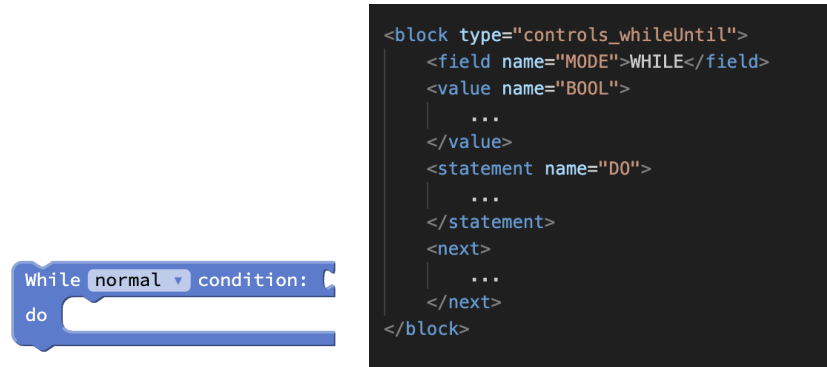 While normal ▼ condition:
do
<block type="controls_whileUntil">
<field name="MODE">WHILE</field>
<value name="BOOL">
...
</value>
<statement name="DO">
...
</statement>
<next>
...
</next>
</block>